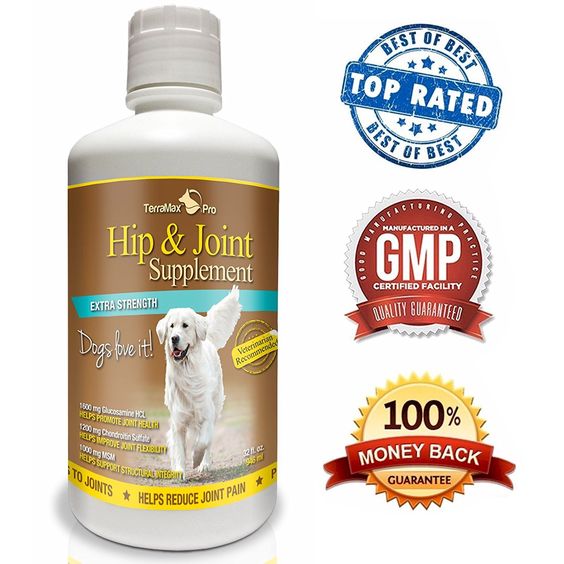 TerraMax Pro
Hip & Joint
Supplement
EXTRA STRENGTH
Dogs love it!
Veterinarian
Recommended
1600 mg Glucosamine HCL
HELPS PROMOTE JOINT HEALTH
1200 mg Chondroitin Sulfate
HELPS IMPROVE JOINT FLEXIBILITY
1000 mg MSM
HELPS SUPPORT STRUCTURAL INTEGRITY
32 fl. oz.
TO JOINTS ★ HELPS REDUCE JOINT PAIN ★
BEST OF BEST
TOP RATED
BEST OF BEST
GOOD MANUFACTURING PRACTICE
MANUFACTURED IN A
GMP
CERTIFIED FACILITY
QUALITY GUARANTEED
100%
MONEY BACK
GUARANTEE